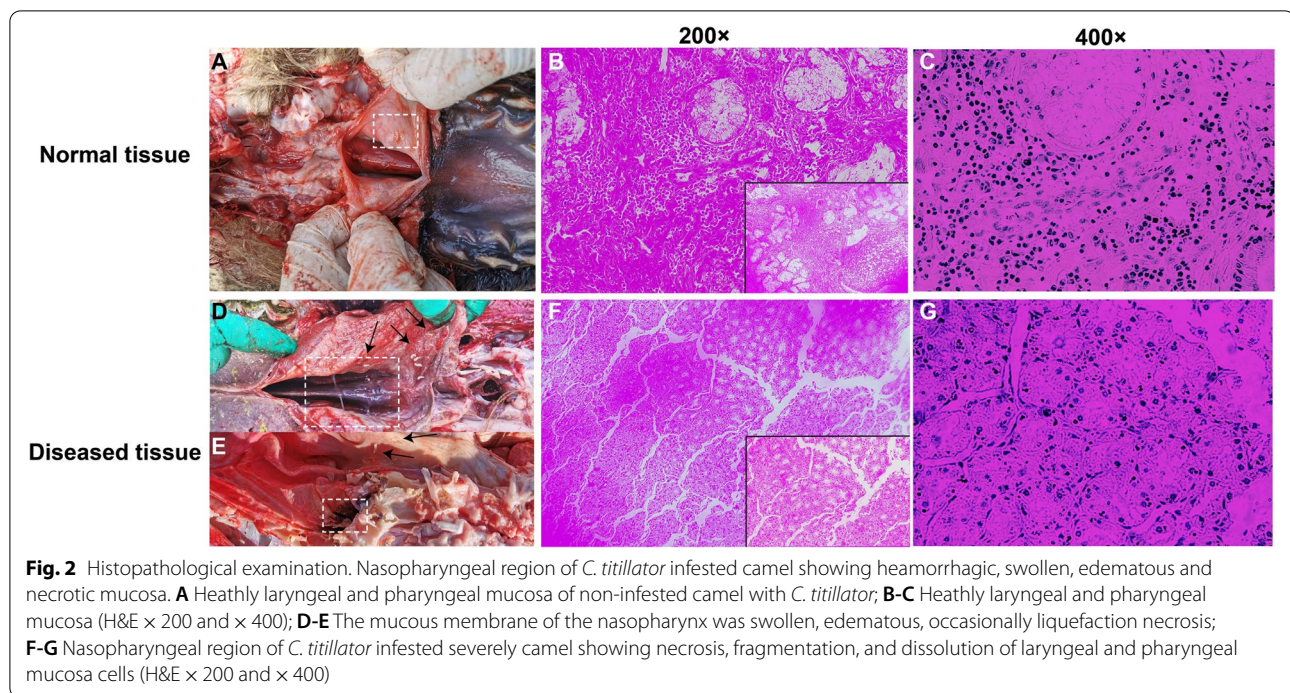 200×
400×
A
B
C
Normal tissue
D
F
G
E
Diseased tissue
Fig. 2 Histopathological examination. Nasopharyngeal region of C. titillator infested camel showing heamorrhagic, swollen, edematous and
necrotic mucosa. A Heathly laryngeal and pharyngeal mucosa of non-infested with camel with C. titillator; B-C Heathly laryngeal and pharyngeal
mucosa (H&E × 200 and × 400); D-E The mucous membrane of the nasopharynx was swollen, edematous, occasionally liquefaction necrosis;
F-G Nasopharyngeal region of C. titillator infested severely camel showing necrosis, fragmentation, and dissolution of laryngeal and pharyngeal
mucosa cells (H&E × 200 and × 400)